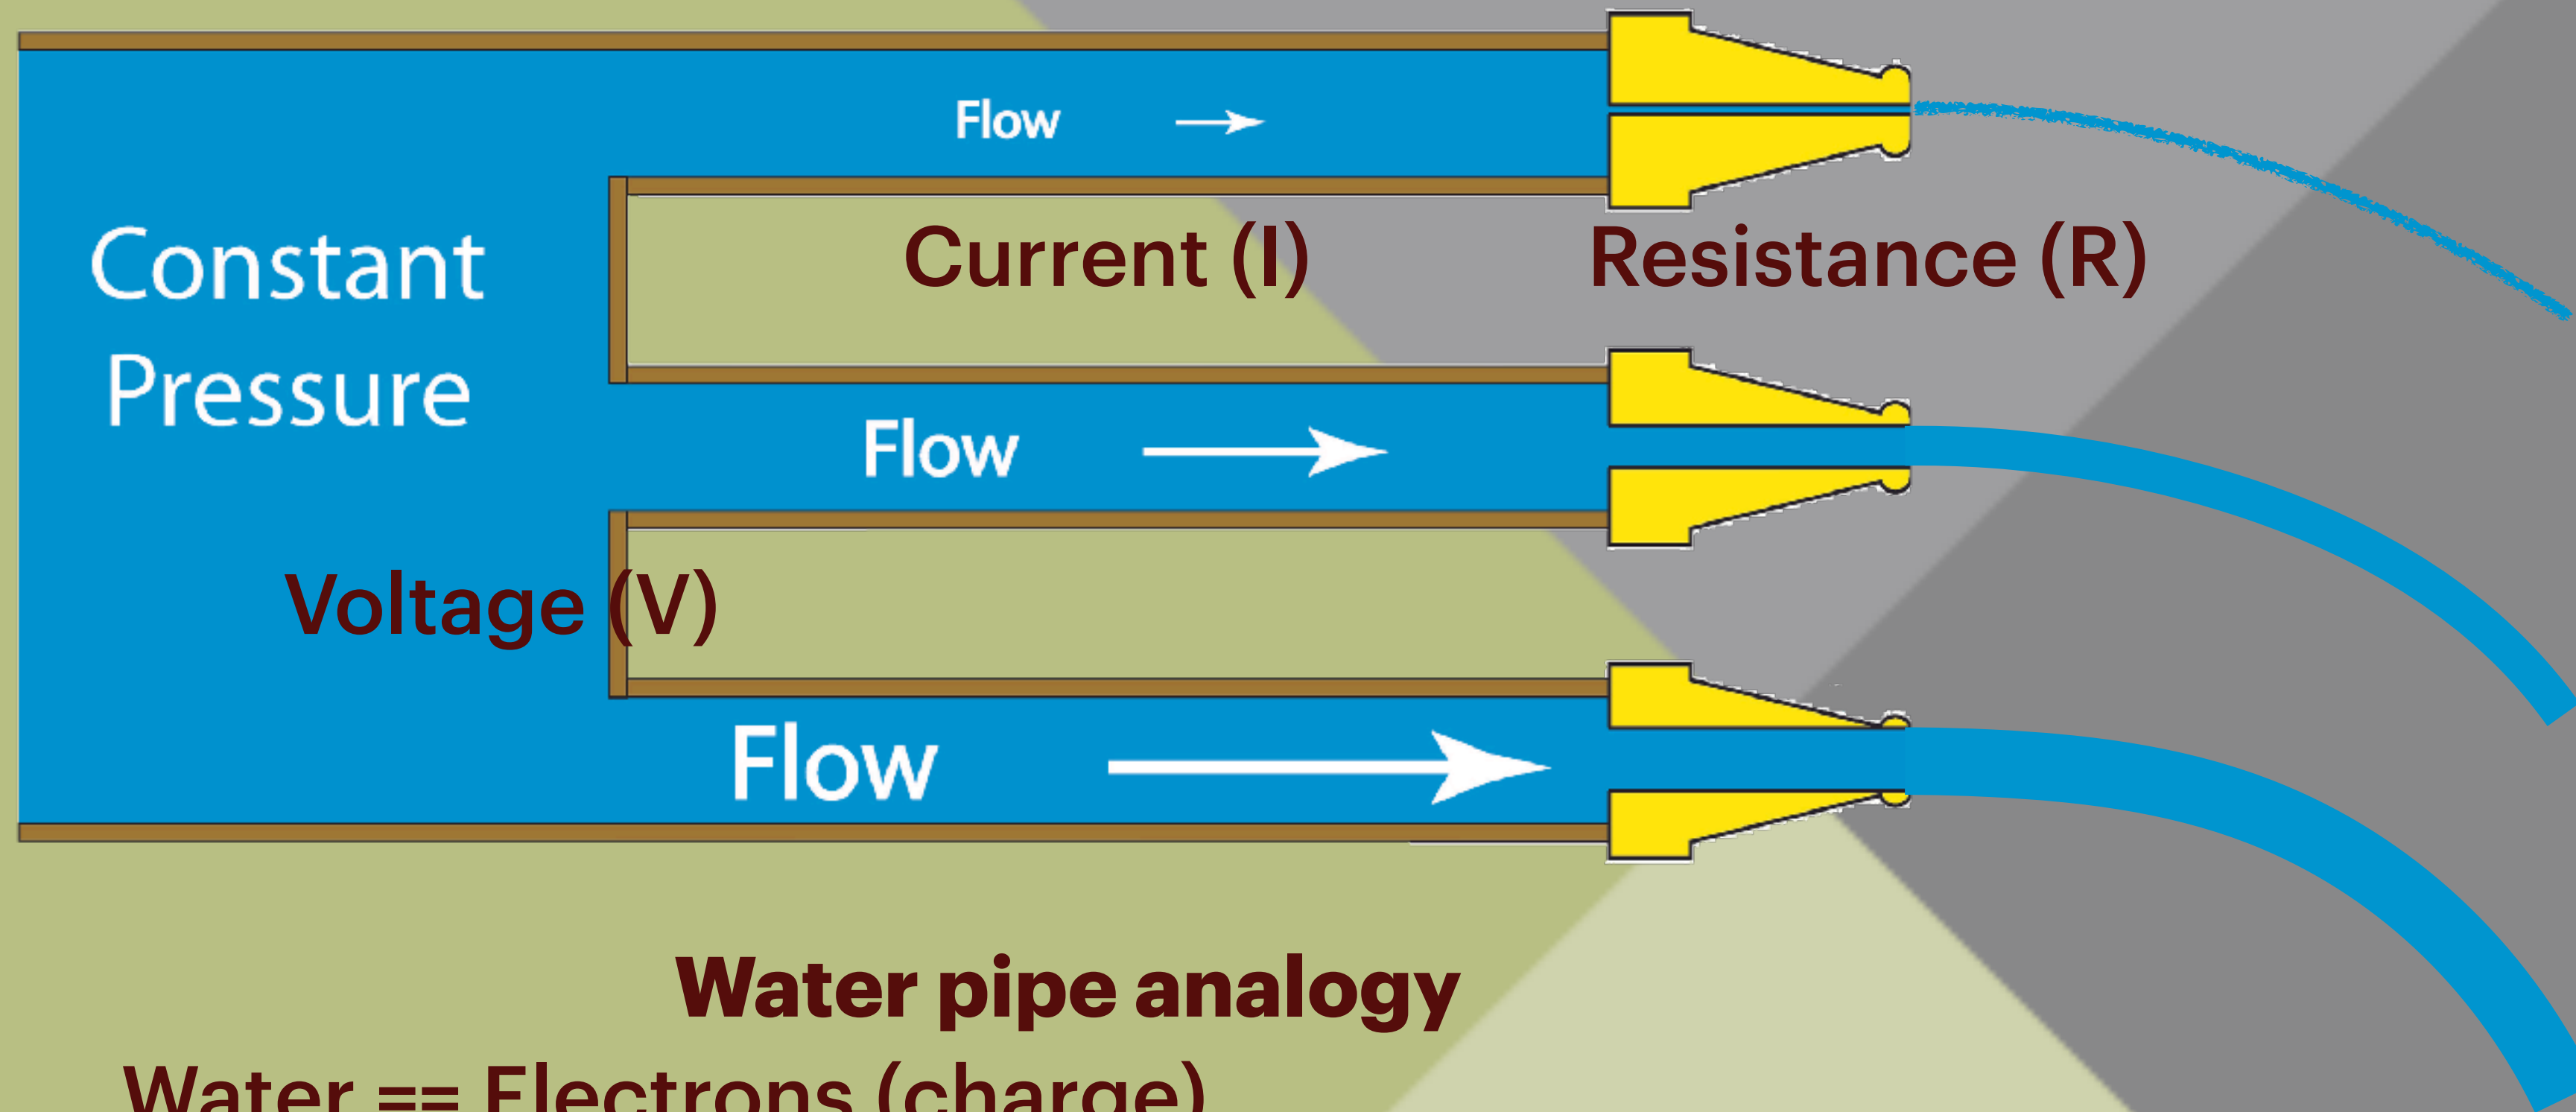 Flow
Constant
Pressure
Current (I)
Resistance (R)
Flow
Voltage (V)
Flow
Water pipe analogy
Water == Electrons (charge)